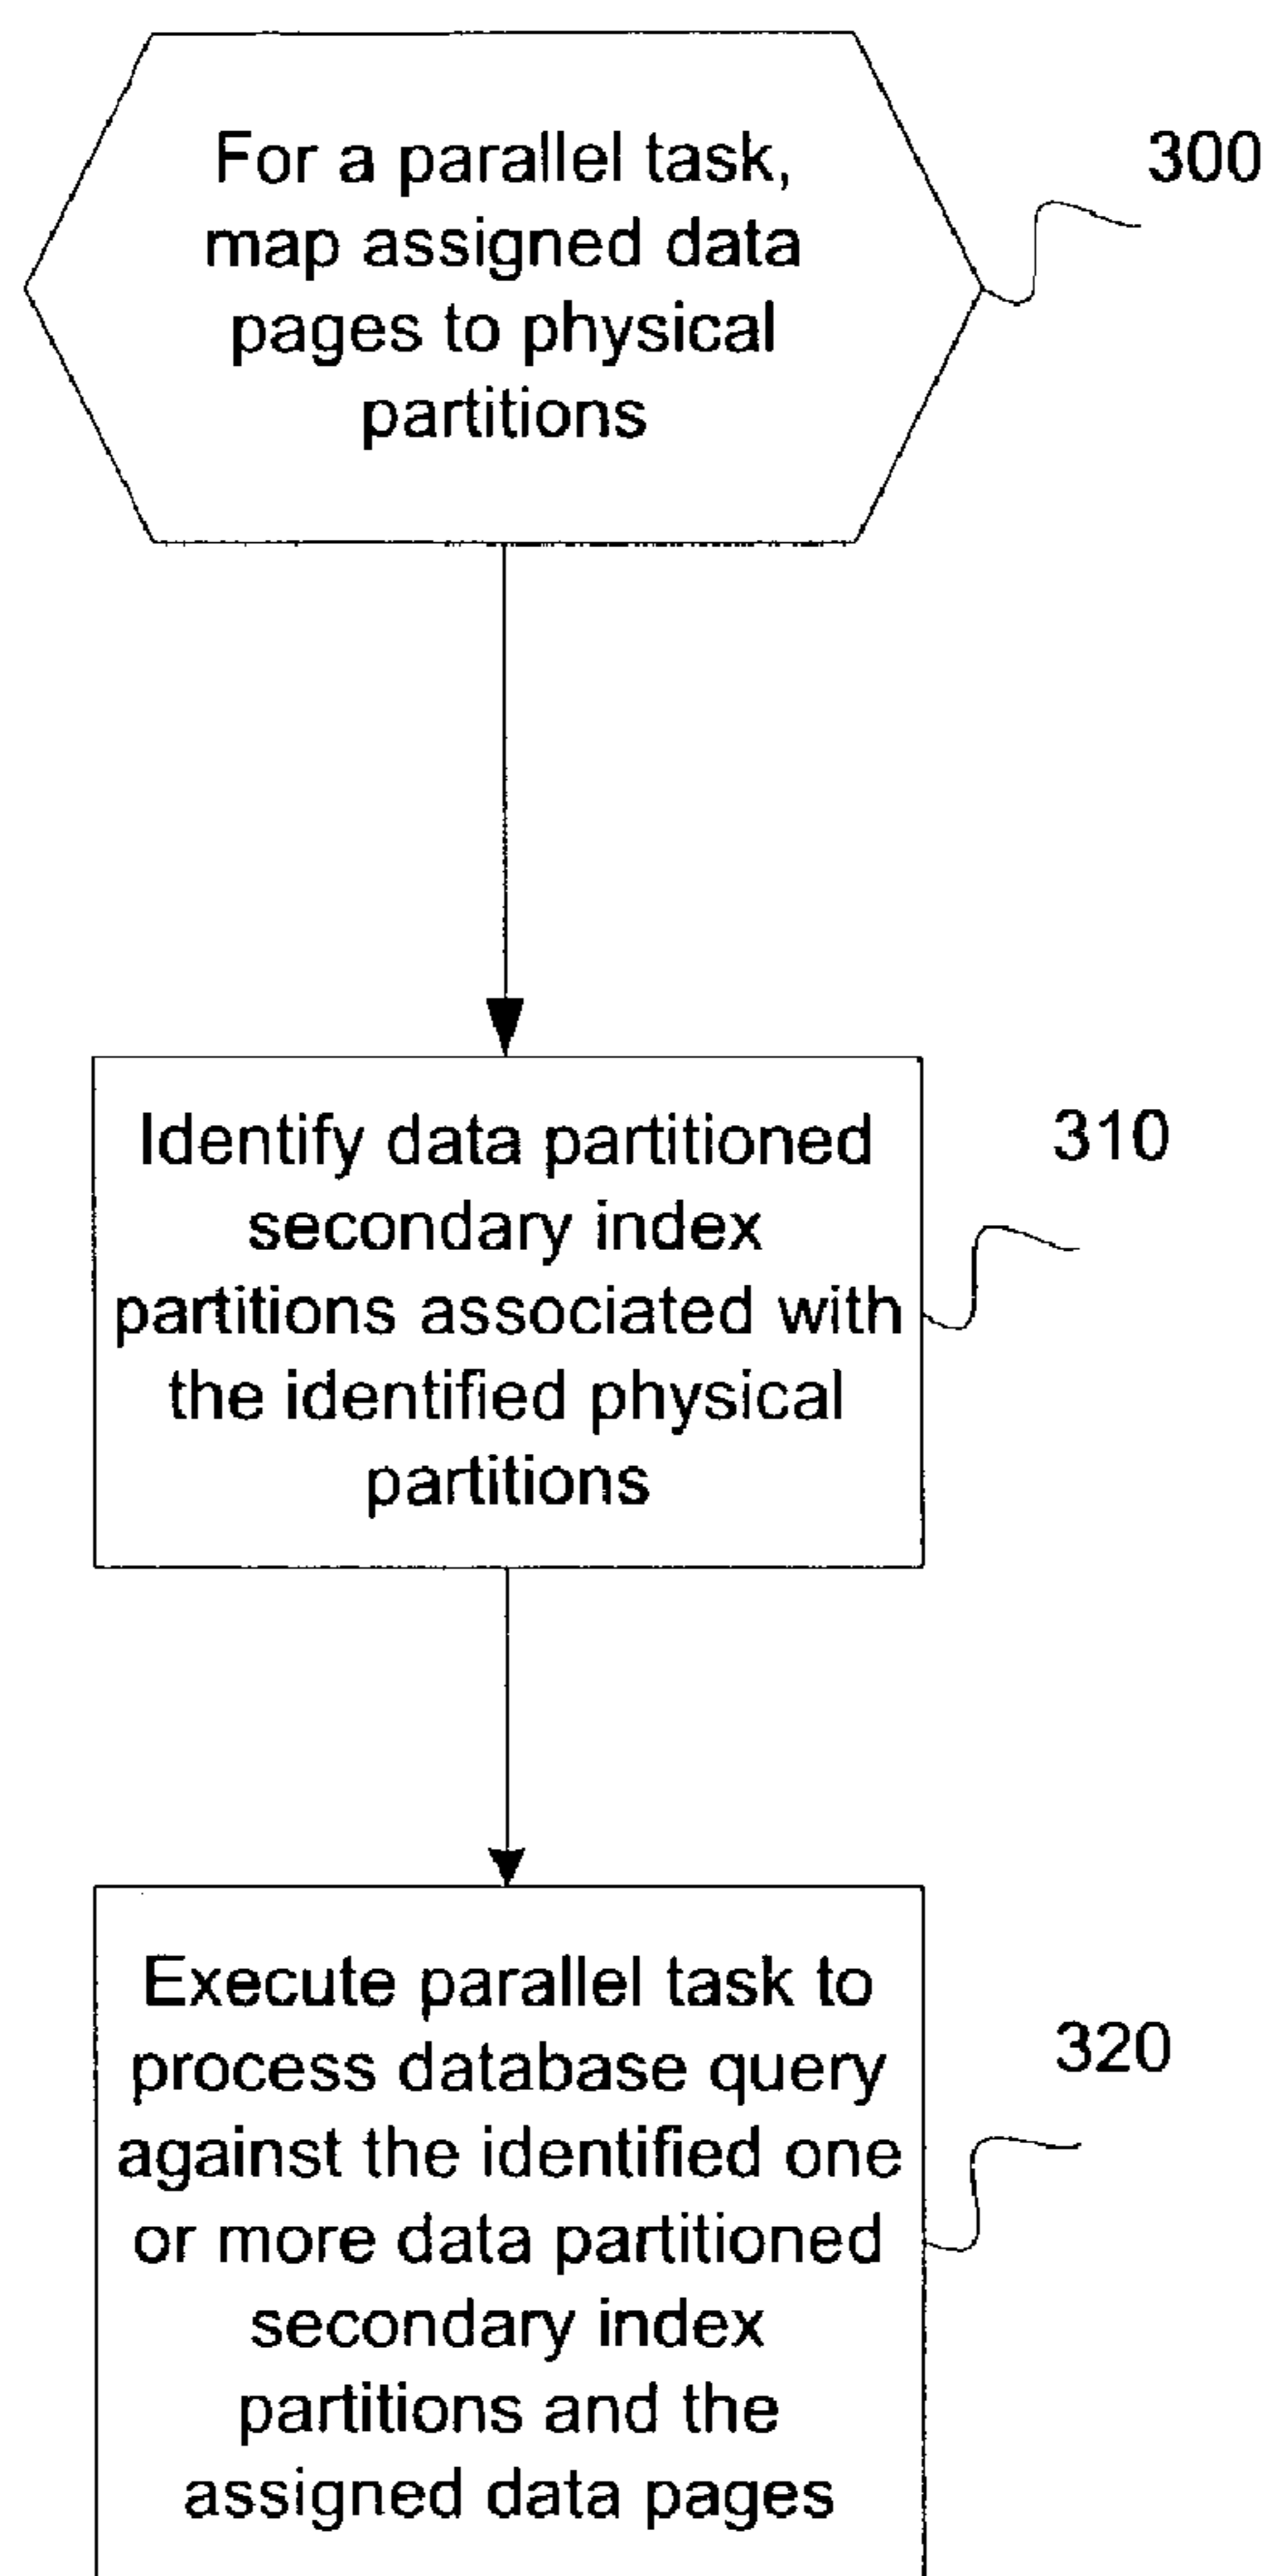 For a parallel task,
map assigned data
pages to physical
partitions
300
Identify data partitioned
secondary index
partitions associated with
the identified physical
partitions
310
Execute parallel task to
process database query
against the identified one
or more data partitioned
secondary index
partitions and the
assigned data pages
320